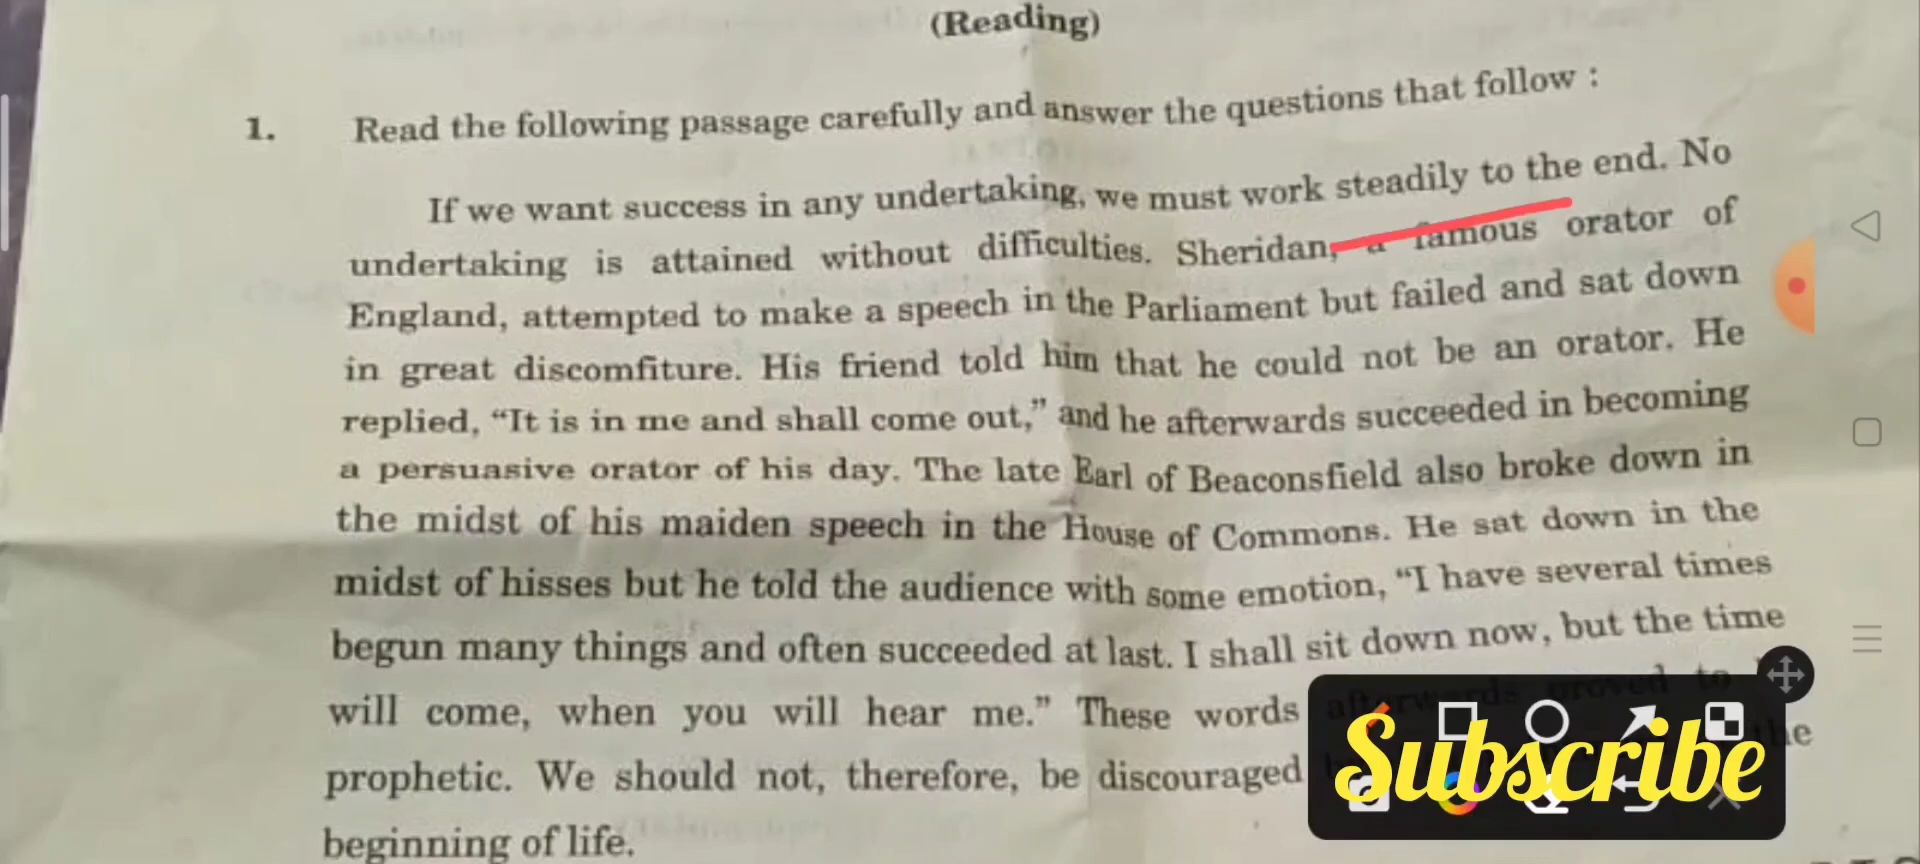 (Reading)
1. Read the following passage carefully and answer the questions that follow :
If we want success in any undertaking, we must work steadily to the end. No
undertaking is attained without difficulties. Sheridan, a famous orator of
England, attempted to make a speech in the Parliament but failed and sat down
in great discomfiture. His friend told him that he could not be an orator. He
replied, “It is in me and shall come out,” and he afterwards succeeded in becoming
a persuasive orator of his day. The late Earl of Beaconsfield also broke down in
the midst of his maiden speech in the House of Commons. He sat down in the
midst of hisses but he told the audience with some emotion, “I have several times
begun many things and often succeeded at last. I shall sit down now, but the time
will come, when you will hear me.” These words afterwards proved to
prophetic. We should not, therefore, be discouraged
beginning of life.
Subscribe